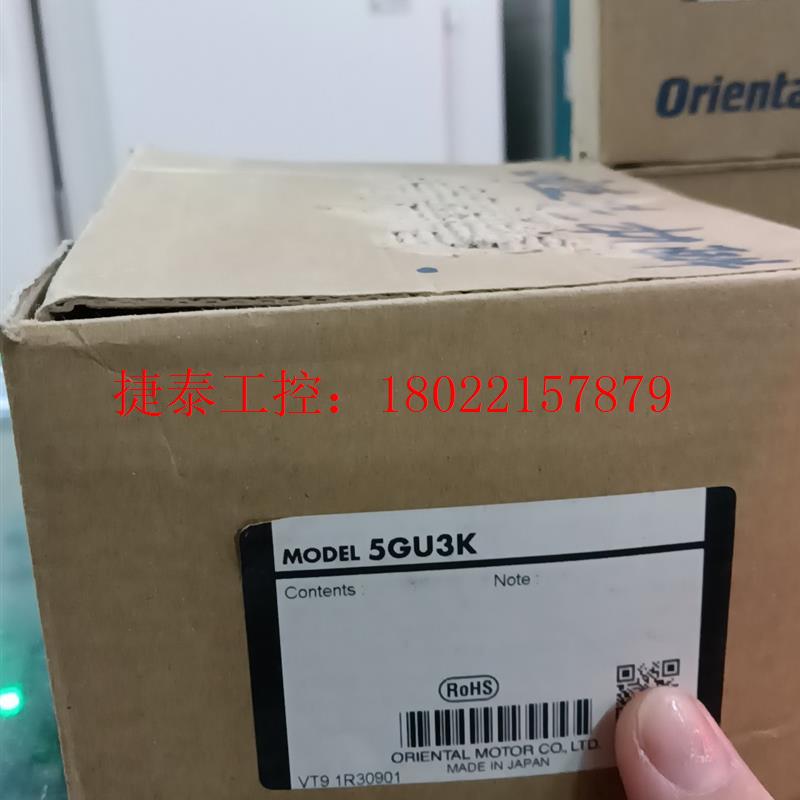 Orienta
捷泰工控：18022157879
MODEL 5GU3K
Contents :
Note :
RoHS
ORIENTAL MOTOR CO., LTD.
MADE IN JAPAN
VT9 1R30901